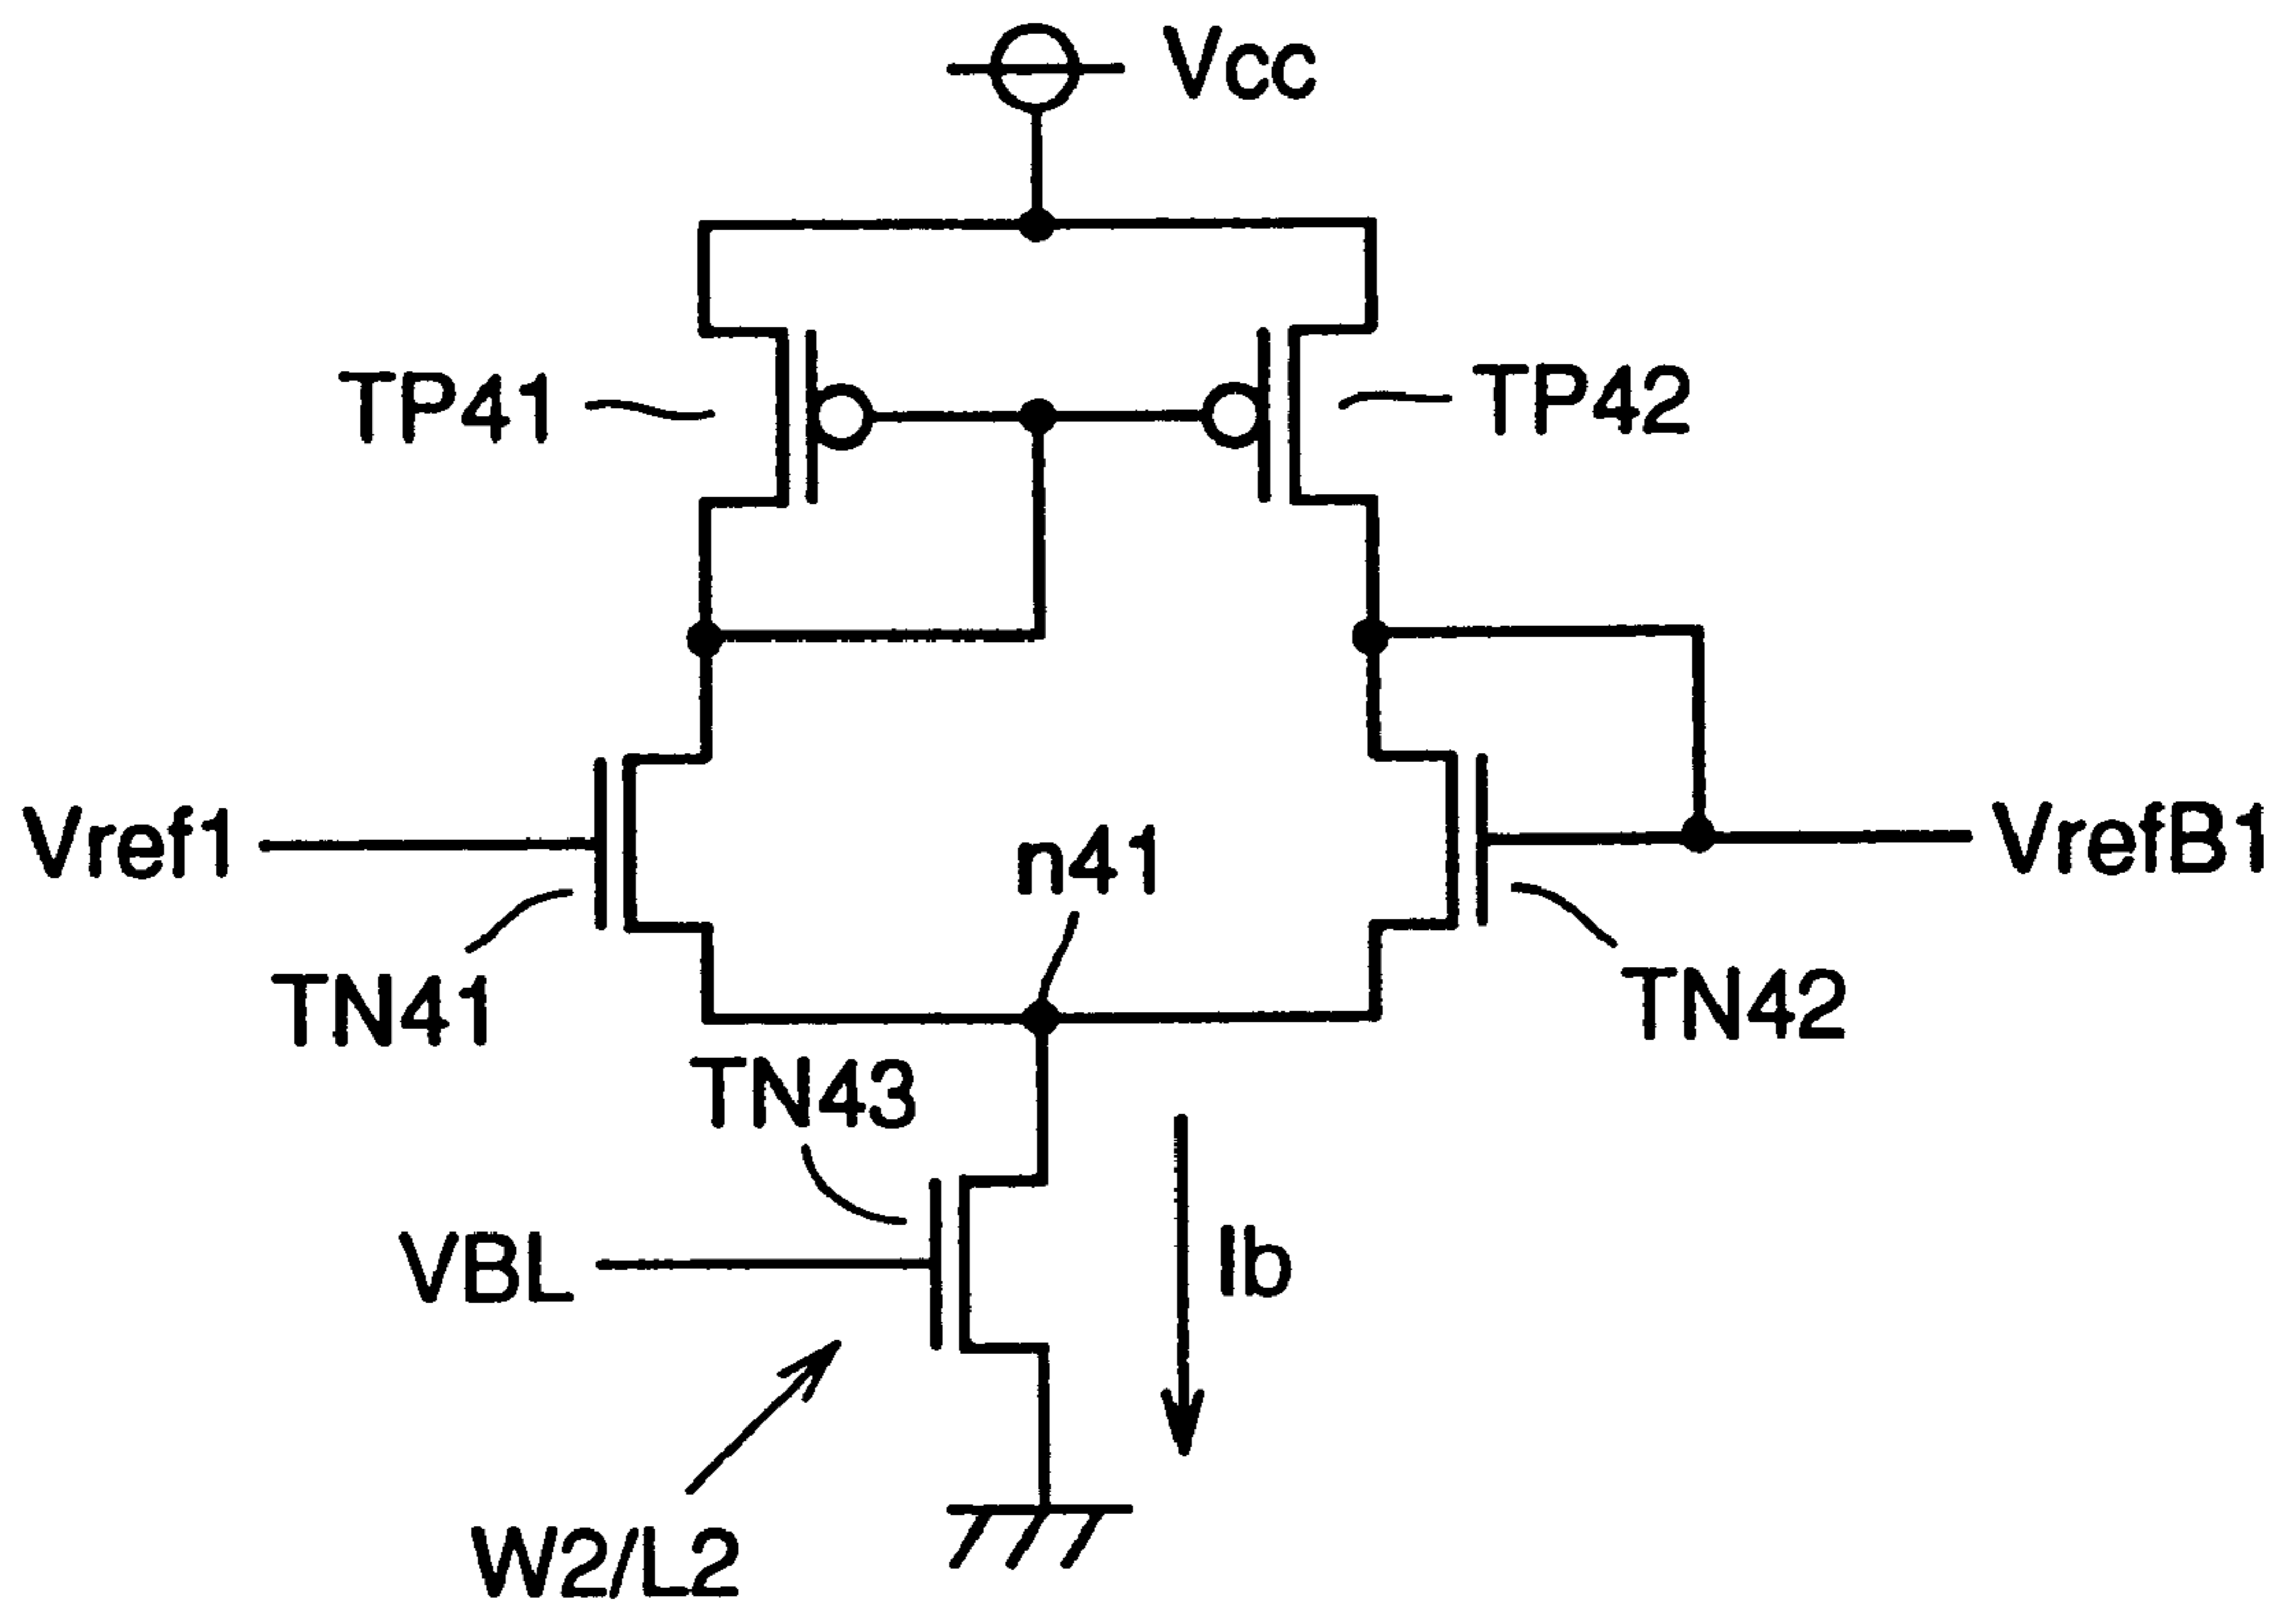 Vcc
TP41
TP42
Vref1
n41
VrefB1
TN41
TN42
TN43
VBL
Ib
W2/L2